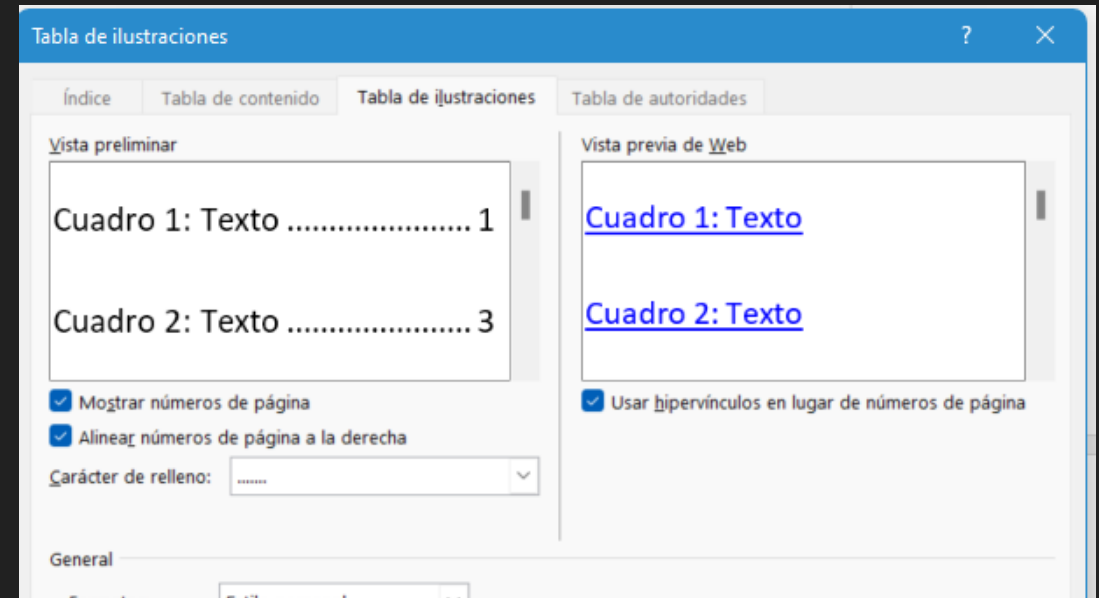 Tabla de ilustraciones ?
Índice Tabla de contenido Tabla de ilustraciones Tabla de autoridades
Vista preliminar
Cuadro 1: Texto ...................... 1
Cuadro 2: Texto ...................... 3
Mostrar números de página
Alinear números de página a la derecha
Carácter de relleno: .......
Vista previa de Web
Cuadro 1: Texto
Cuadro 2: Texto
Usar hipervínculos en lugar de números de página
General